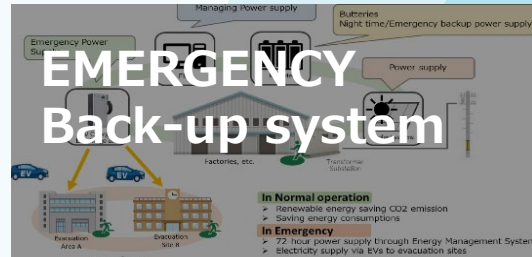 Managing Power supply
Batteries
Night time/Emergency backup power supply
Emergency Power
EMERGENCY
Back-up system
Power supply
EV
EV
Factories, etc.
Transformer
Substation
Evacuation
Area A
Evacuation
Site B
In Normal operation
➤ Renewable energy saving CO2 emission
➤ Saving energy consumptions
In Emergency
➤ 72-hour power supply through Energy Management System
➤ Electricity supply via EVs to evacuation sites